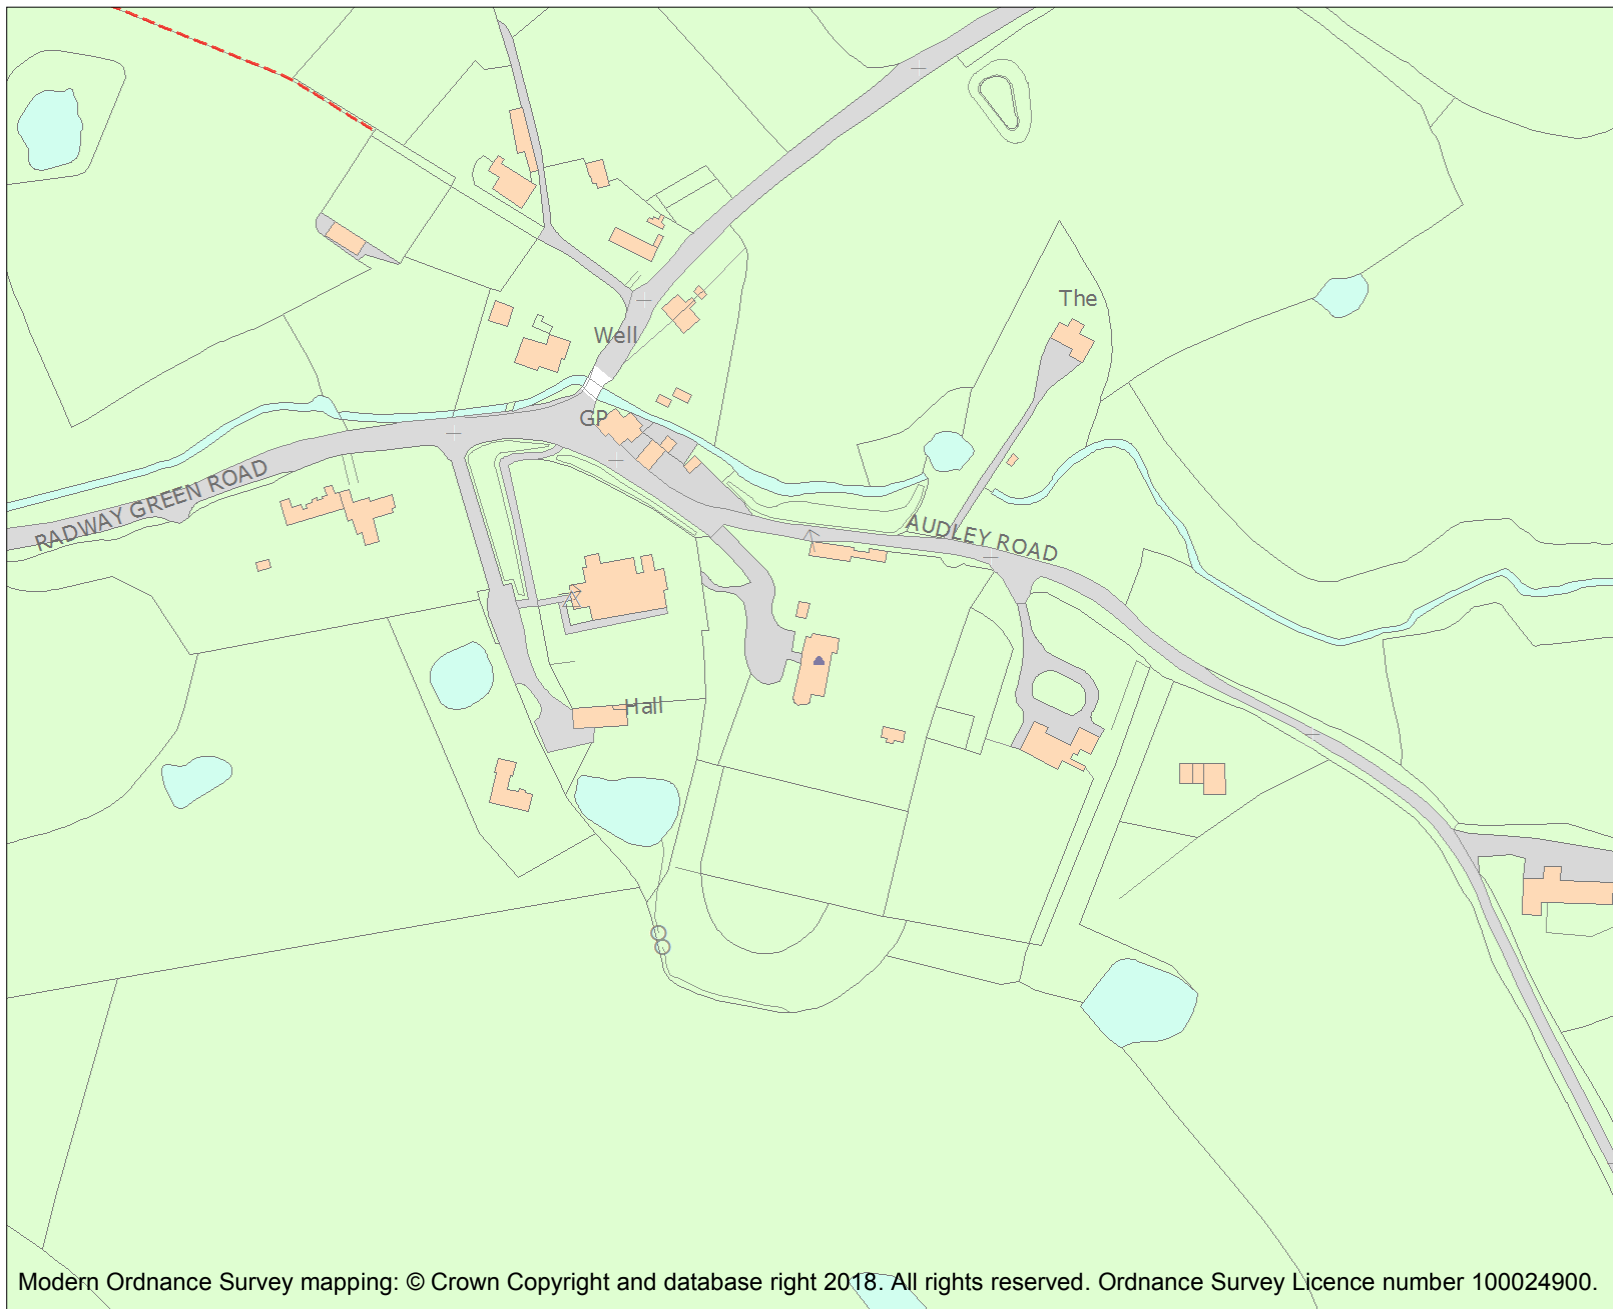 The
Well
GP
RADWAY GREEN ROAD
AUDLEY ROAD
Hall
Modern Ordnance Survey mapping: © Crown Copyright and database right 2018. All rights reserved. Ordnance Survey Licence number 100024900.